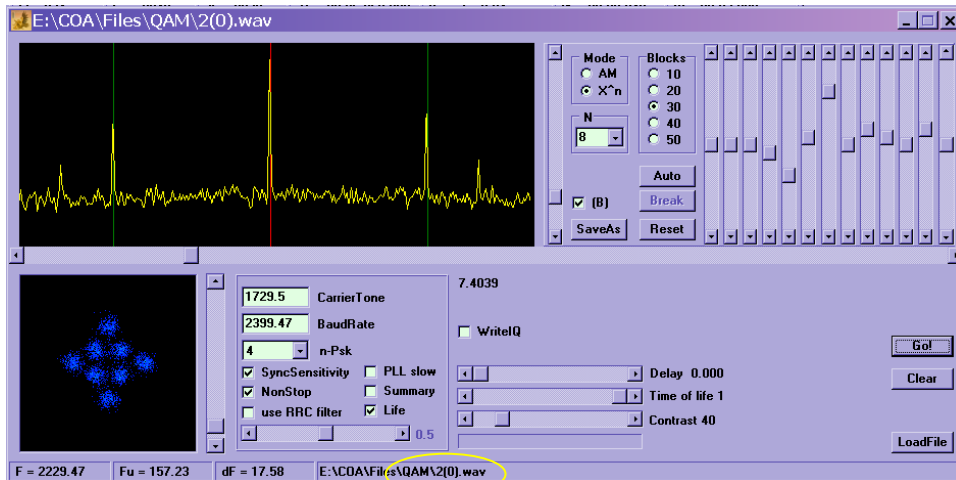 E:\COA\Files\QAM\2(0).wav
Mode
AM
X^n
Blocks
10
20
30
40
50
N
8
(B)
Auto
Break
SaveAs
Reset
1729.5 CarrierTone
2399.47 BaudRate
4 n-Psk
SyncSensitivity
PLL slow
NonStop
Summary
use RRC filter
Life
0.5
7.4039
WriteIQ
Delay 0.000
Time of life 1
Contrast 40
Go!
Clear
LoadFile
F = 2229.47
Fu = 157.23
dF = 17.58
E:\COA\Files\QAM\2(0).wav